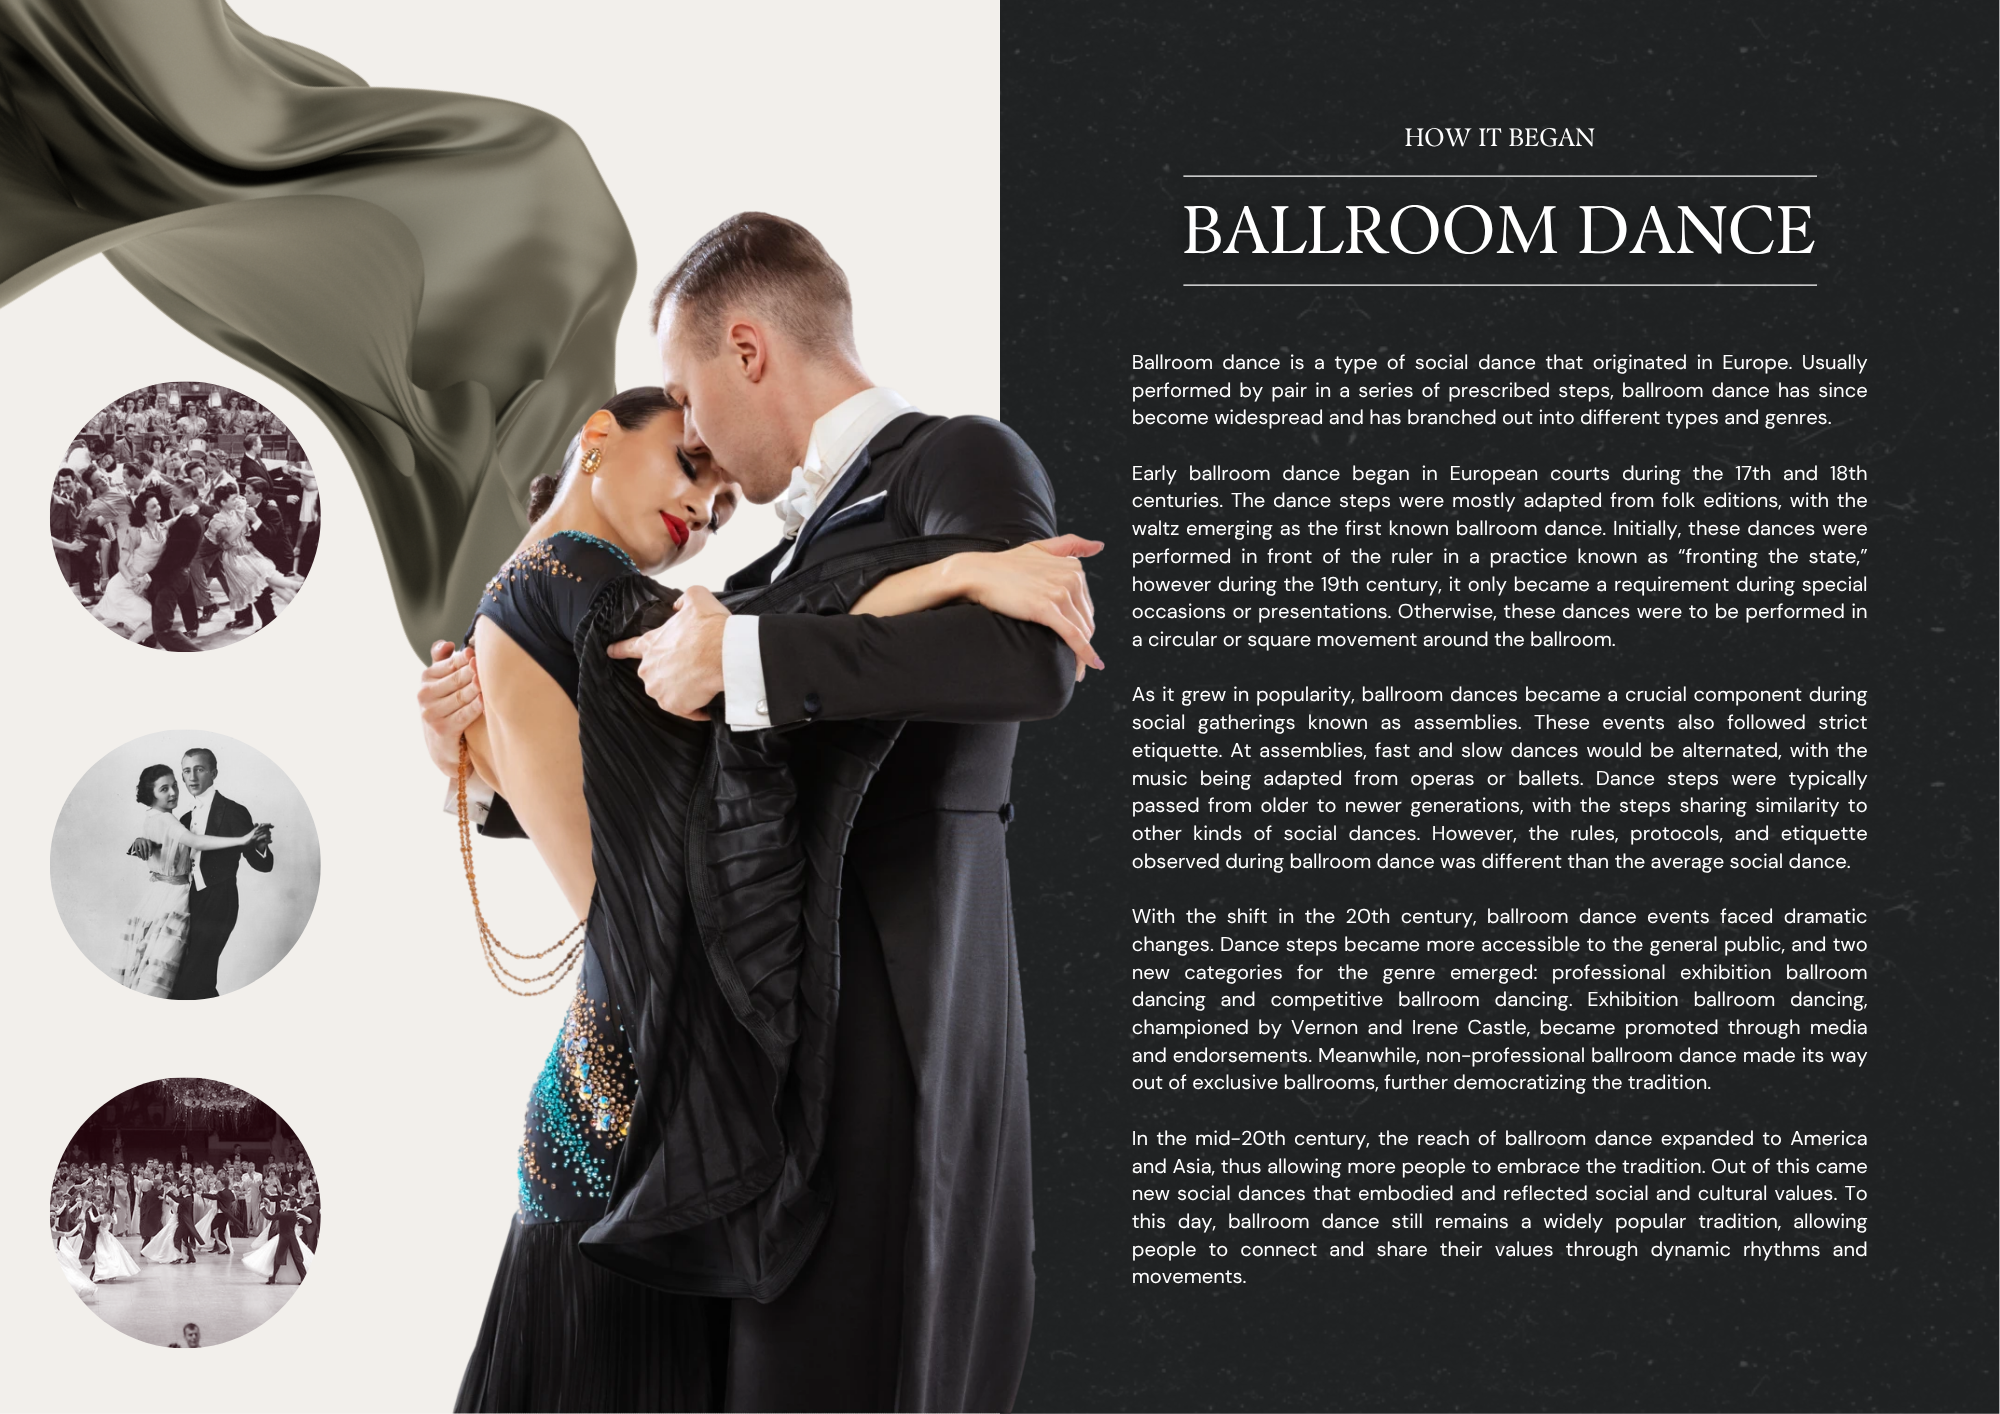 HOW IT BEGAN
BALLROOM DANCE
Ballroom dance is a type of social dance that originated in Europe. Usually
performed by pair in a series of prescribed steps, ballroom dance has since
become widespread and has branched out into different types and genres.
Early ballroom dance began in European courts during the 17th and 18th
centuries. The dance steps were mostly adapted from folk editions, with the
waltz emerging as the first known ballroom dance. Initially, these dances were
performed in front of the ruler in a practice known as “fronting the state,”
however during the 19th century, it only became a requirement during special
occasions or presentations. Otherwise, these dances were to be performed in
a circular or square movement around the ballroom.
As it grew in popularity, ballroom dances became a crucial component during
social gatherings known as assemblies. These events also followed strict
etiquette. At assemblies, fast and slow dances would be alternated, with the
music being adapted from operas or ballets. Dance steps were typically
passed from older to newer generations, with the steps sharing similarity to
other kinds of social dances. However, the rules, protocols, and etiquette
observed during ballroom dance was different than the average social dance.
With the shift in the 20th century, ballroom dance events faced dramatic
changes. Dance steps became more accessible to the general public, and two
new categories for the genre emerged: professional exhibition ballroom
dancing and competitive ballroom dancing. Exhibition ballroom dancing,
championed by Vernon and Irene Castle, became promoted through media
and endorsements. Meanwhile, non-professional ballroom dance made its way
out of exclusive ballrooms, further democratizing the tradition.
In the mid-20th century, the reach of ballroom dance expanded to America
and Asia, thus allowing more people to embrace the tradition. Out of this came
new social dances that embodied and reflected social and cultural values. To
this day, ballroom dance still remains a widely popular tradition, allowing
people to connect and share their values through dynamic rhythms and
movements.